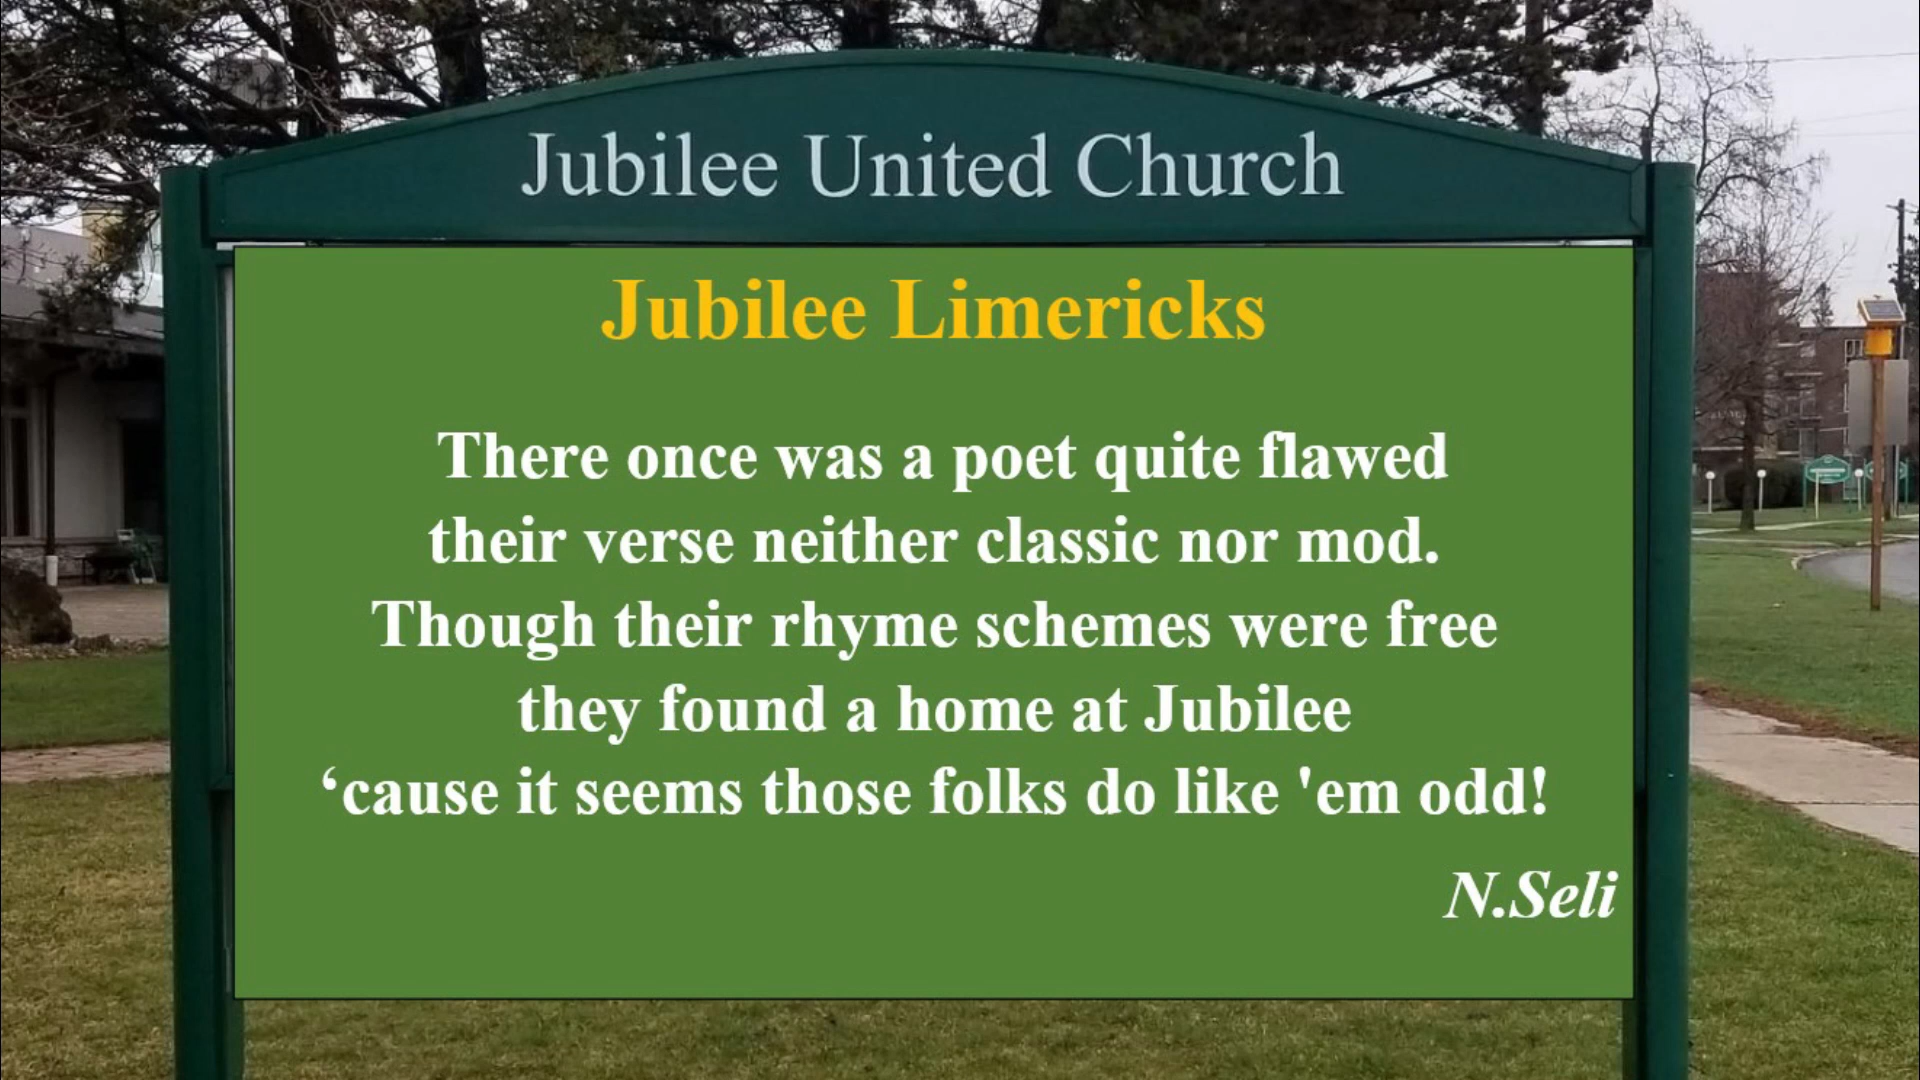 Jubilee United Church
Jubilee Limericks
There once was a poet quite flawed
their verse neither classic nor mod.
Though their rhyme schemes were free
they found a home at Jubilee
‘cause it seems those folks do like 'em odd!
N.Seli